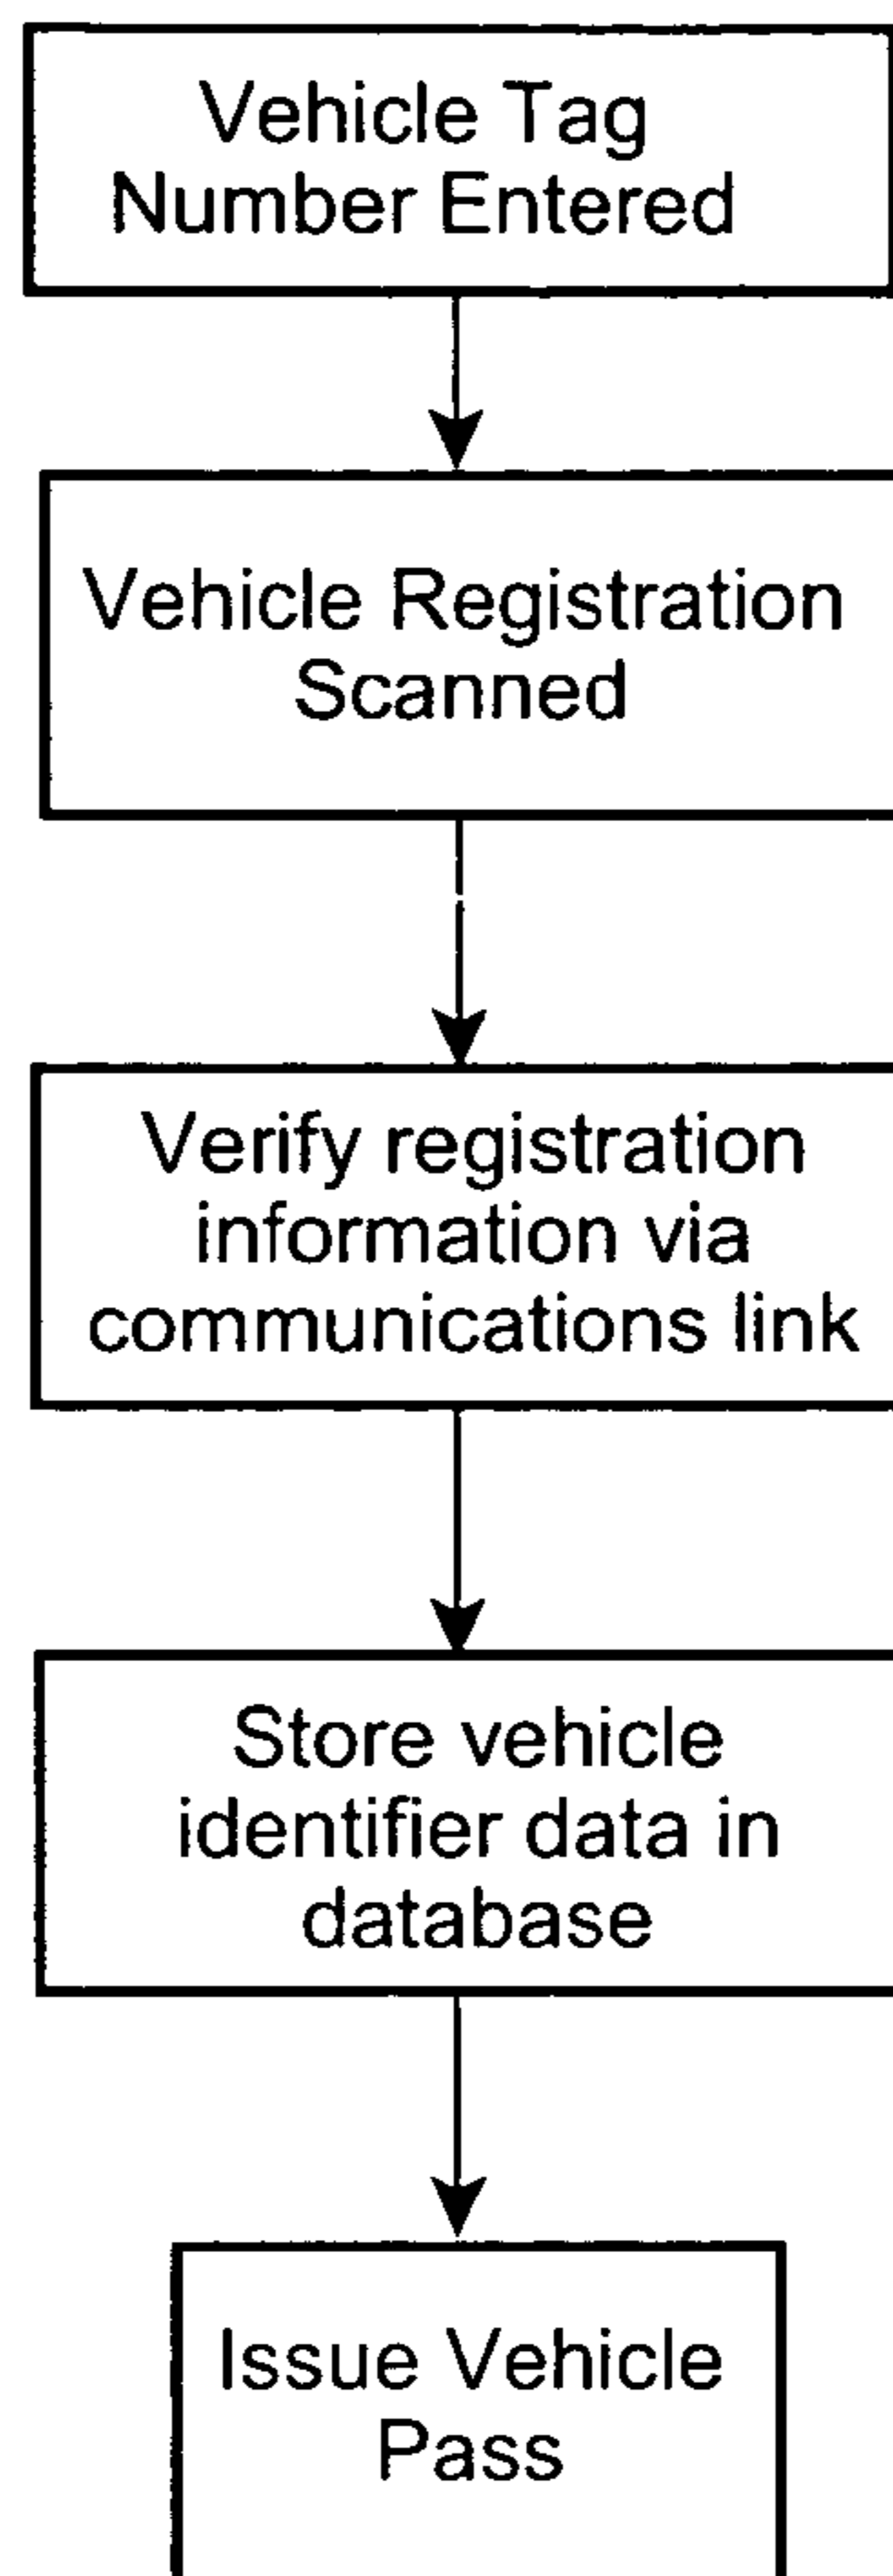 Vehicle Tag
Number Entered
Vehicle Registration
Scanned
Verify registration
information via
communications link
Store vehicle
identifier data in
database
Issue Vehicle
Pass